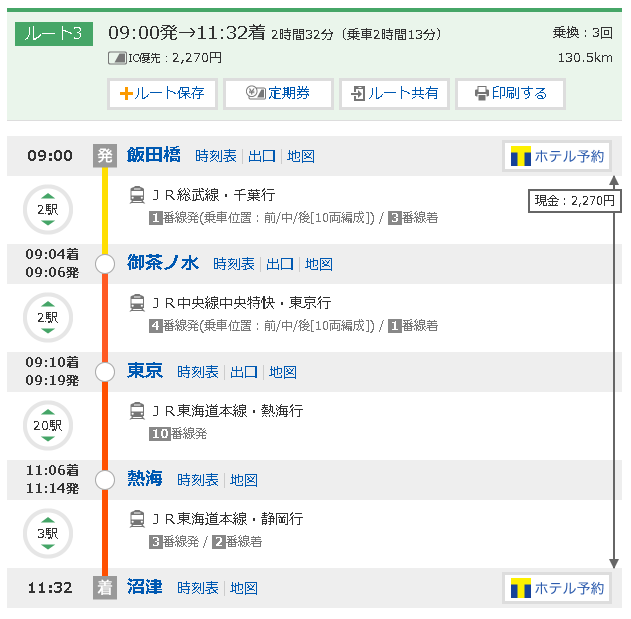 ルート3
09:00発→11:32着 2時間32分（乗車2時間13分）
乗換：3回
IC優先：2,270円
130.5km
ルート保存
定期券
ルート共有
印刷する
09:00 発 飯田橋 時刻表 出口 地図
ホテル予約
現金：2,270円
2駅
ＪＲ総武線・千葉行
1番線発(乗車位置：前/中/後[10両編成]) / 3番線着
09:04着
09:06発
御茶ノ水 時刻表 出口 地図
2駅
ＪＲ中央線中央特快・東京行
4番線発(乗車位置：前/中/後[10両編成]) / 1番線着
09:10着
09:19発
東京 時刻表 出口 地図
20駅
ＪＲ東海道本線・熱海行
10番線発
11:06着
11:14発
熱海 時刻表 地図
3駅
ＪＲ東海道本線・静岡行
3番線発 / 2番線着
11:32 着 沼津 時刻表 地図
ホテル予約